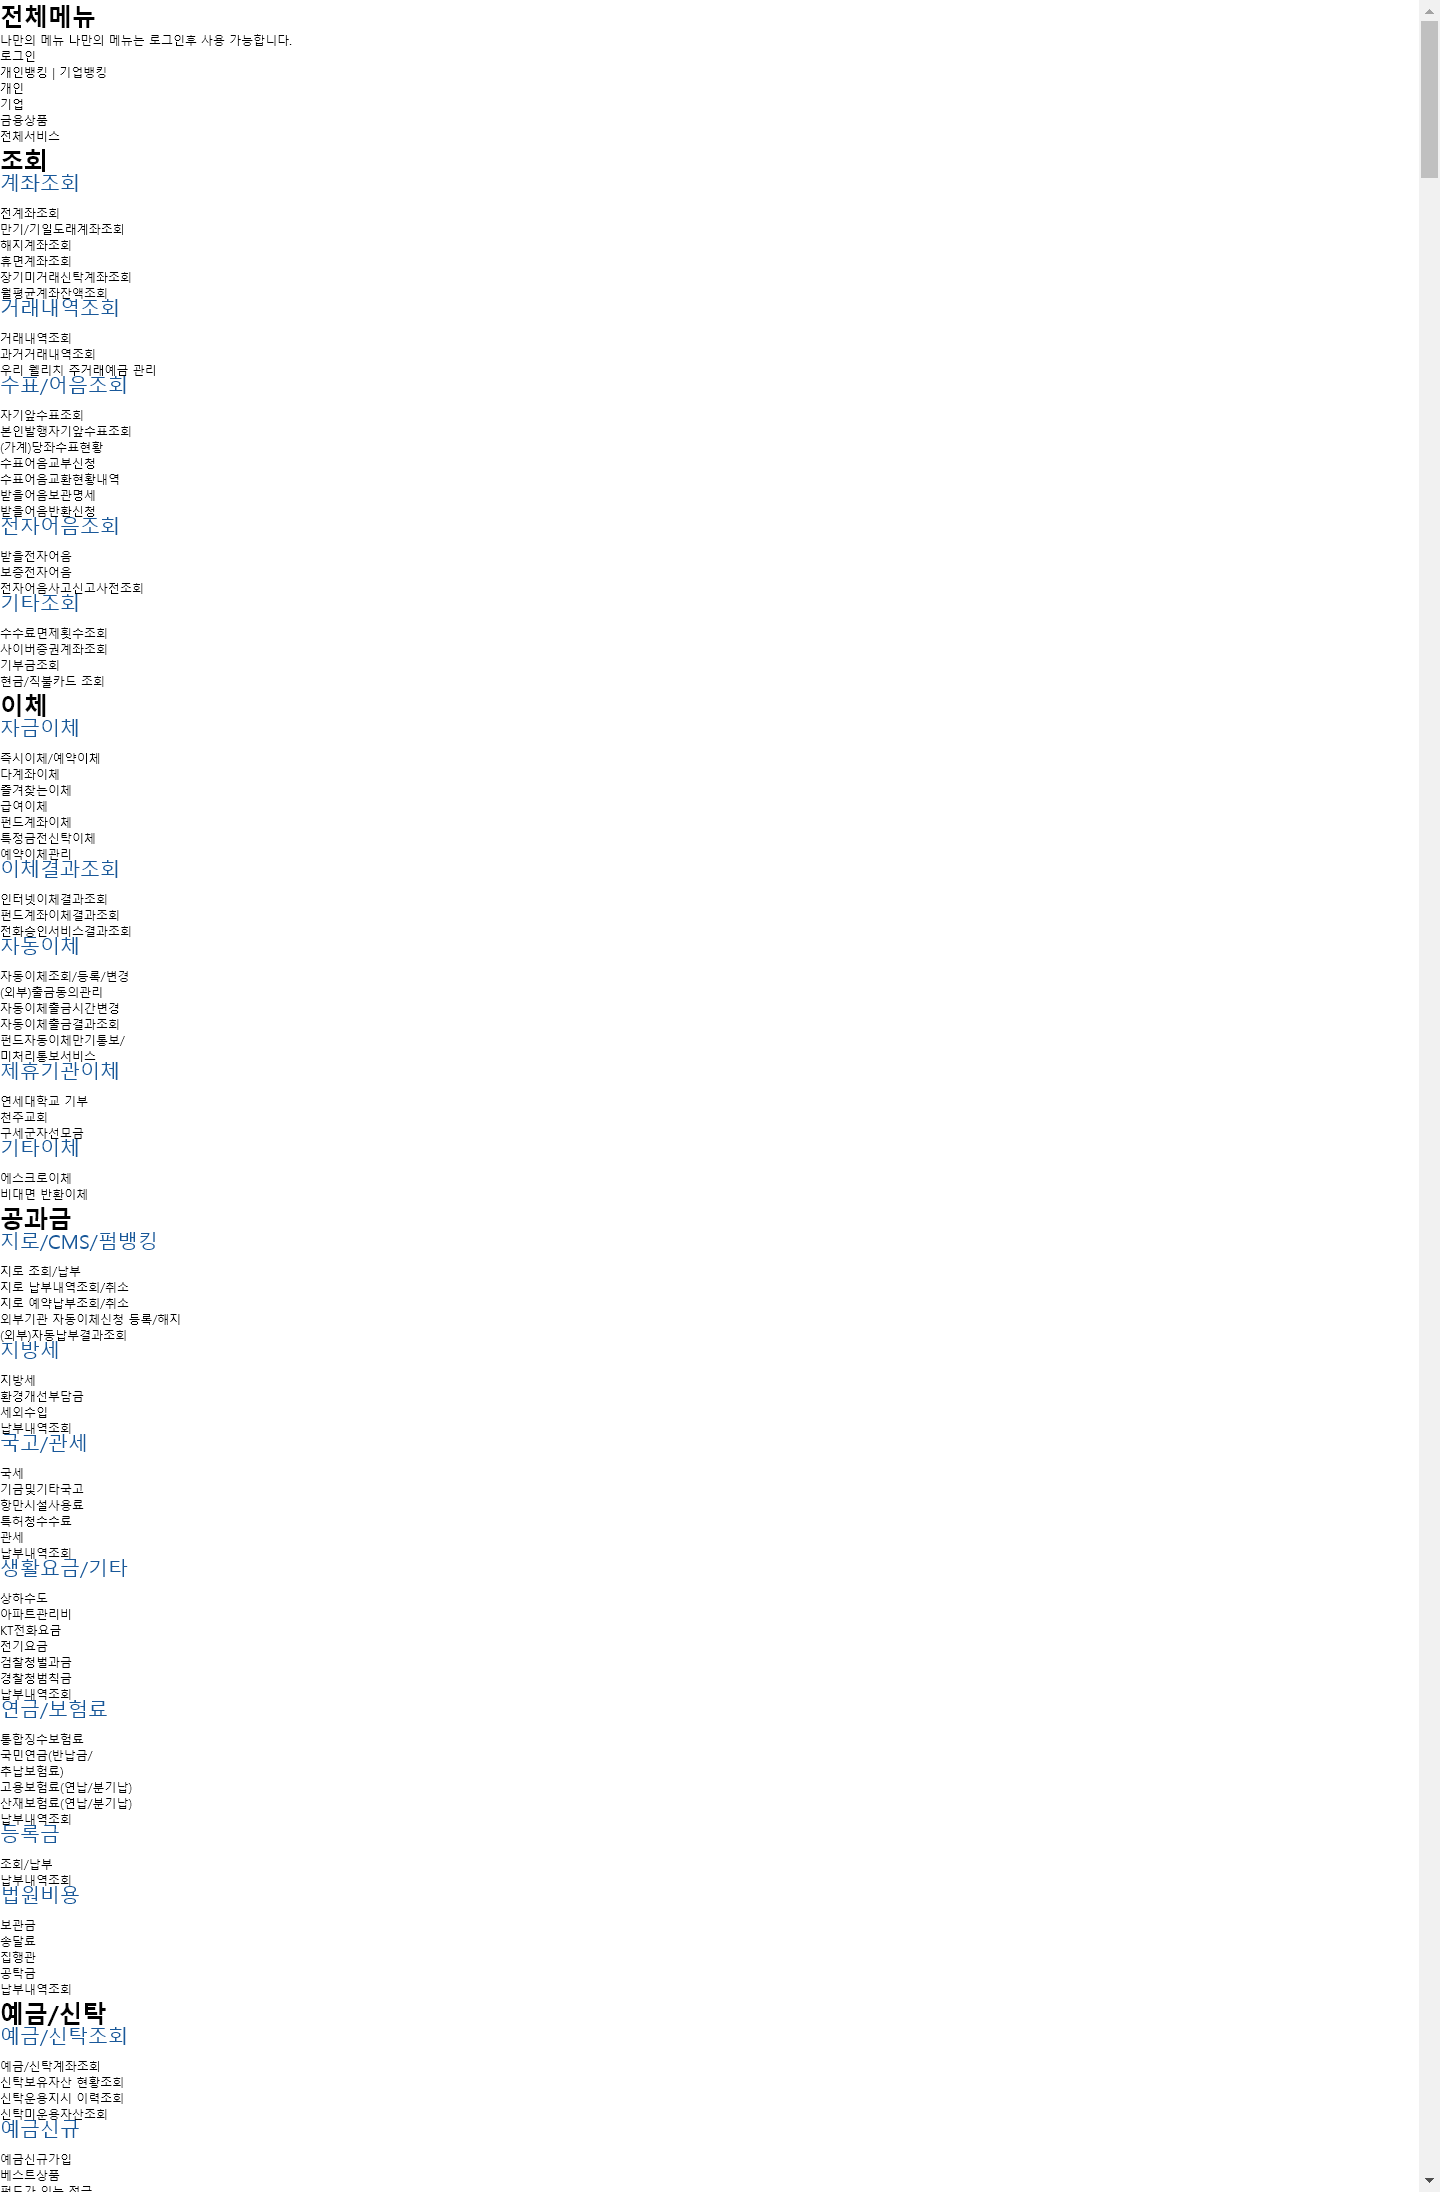 전체메뉴
나만의 메뉴 나만의 메뉴는 로그인후 사용 가능합니다.
로그인
개인뱅킹 | 기업뱅킹
개인
기업
금융상품
전체서비스
조회
계좌조회
전계좌조회
만기/기일도래계좌조회
해지계좌조회
휴면계좌조회
장기미거래신탁계좌조회
월평균계좌잔액조회
거래내역조회
거래내역조회
과거거래내역조회
우리 웰리치 주거래예금 관리
수표/어음조회
자기앞수표조회
본인발행자기앞수표조회
(가계)당좌수표현황
수표어음교부신청
수표어음교환현황내역
받을어음보관명세
받을어음반환신청
전자어음조회
받을전자어음
보증전자어음
전자어음사고신고사전조회
기타조회
수수료면제횟수조회
사이버증권계좌조회
기부금조회
현금/직불카드 조회
이체
자금이체
즉시이체/예약이체
다계좌이체
즐겨찾는이체
급여이체
펀드계좌이체
특정금전신탁이체
예약이체관리
이체결과조회
인터넷이체결과조회
펀드계좌이체결과조회
전화승인서비스결과조회
자동이체
자동이체조회/등록/변경
(외부)출금동의관리
자동이체출금시간변경
자동이체출금결과조회
펀드자동이체만기통보/
미처리통보서비스
제휴기관이체
연세대학교 기부
천주교회
구세군자선모금
기타이체
에스크로이체
비대면 반환이체
공과금
지로/CMS/펌뱅킹
지로 조회/납부
지로 납부내역조회/취소
지로 예약납부조회/취소
외부기관 자동이체신청 등록/해지
(외부)자동납부결과조회
지방세
지방세
환경개선부담금
세외수입
납부내역조회
국고/관세
국세
기금및기타국고
항만시설사용료
특허청수수료
관세
납부내역조회
생활요금/기타
상하수도
아파트관리비
KT전화요금
전기요금
검찰청벌과금
경찰청범칙금
납부내역조회
연금/보험료
통합징수보험료
국민연금(반납금/
추납보험료)
고용보험료(연납/분기납)
산재보험료(연납/분기납)
납부내역조회
등록금
조회/납부
납부내역조회
법원비용
보관금
송달료
집행관
공탁금
납부내역조회
예금/신탁
예금/신탁조회
예금/신탁계좌조회
신탁보유자산 현황조회
신탁운용지시 이력조회
신탁미운용자산조회
예금신규
예금신규가입
베스트상품
펀드가 있는 적금